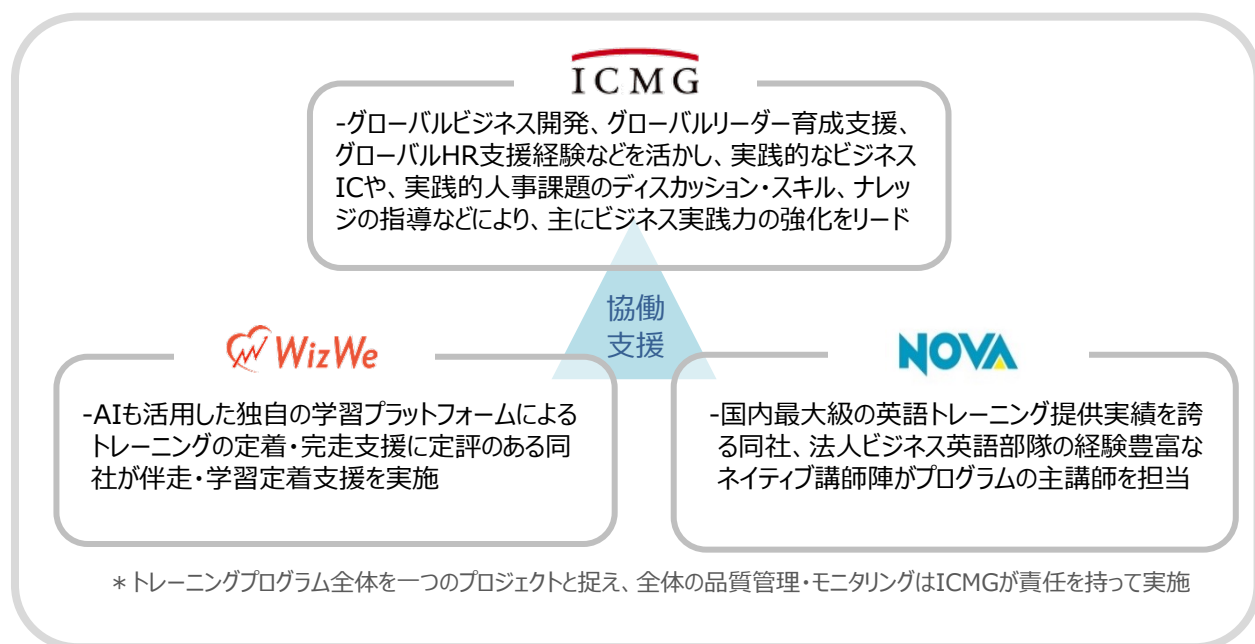 ICMG
-グローバルビジネス開発、グローバルリーダー育成支援、
グローバルHR支援経験などを活かし、実践的なビジネス
ICや、実践的人事課題のディスカッション・スキル、ナレッ
ジの指導などにより、主にビジネス実践力の強化をリード
協働
支援
WizWe
-AIも活用した独自の学習プラットフォームによる
トレーニングの定着・完走支援に定評のある同
社が伴走・学習定着支援を実施
NOVA
-国内最大級の英語トレーニング提供実績を誇
る同社、法人ビジネス英語部隊の経験豊富な
ネイティブ講師陣がプログラムの主講師を担当
＊トレーニングプログラム全体を一つのプロジェクトと捉え、全体の品質管理・モニタリングはICMGが責任を持って実施